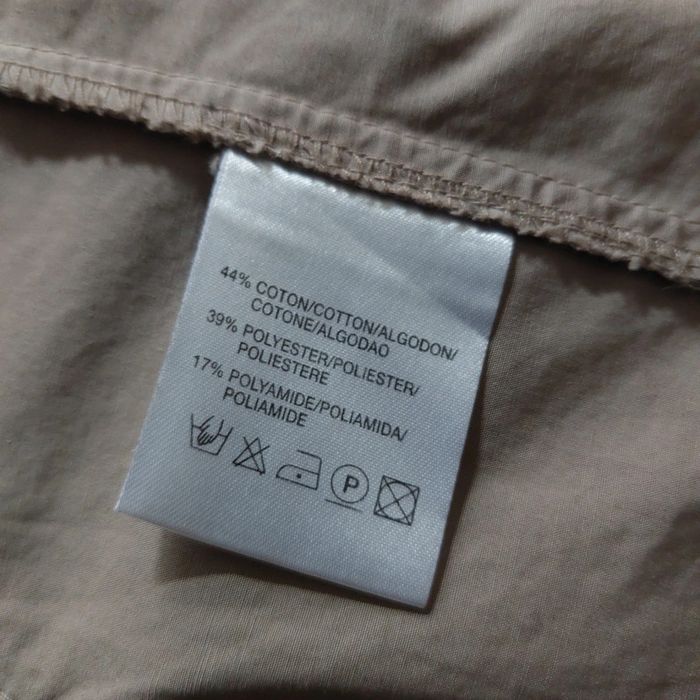 44% COTON/COTTON/ALGODON/
COTONE/ALGODAO
39% POLYESTER/POLIESTER/
POLIESTERE
17% POLYAMIDE/POLIAMIDA/
POLIAMIDE
P